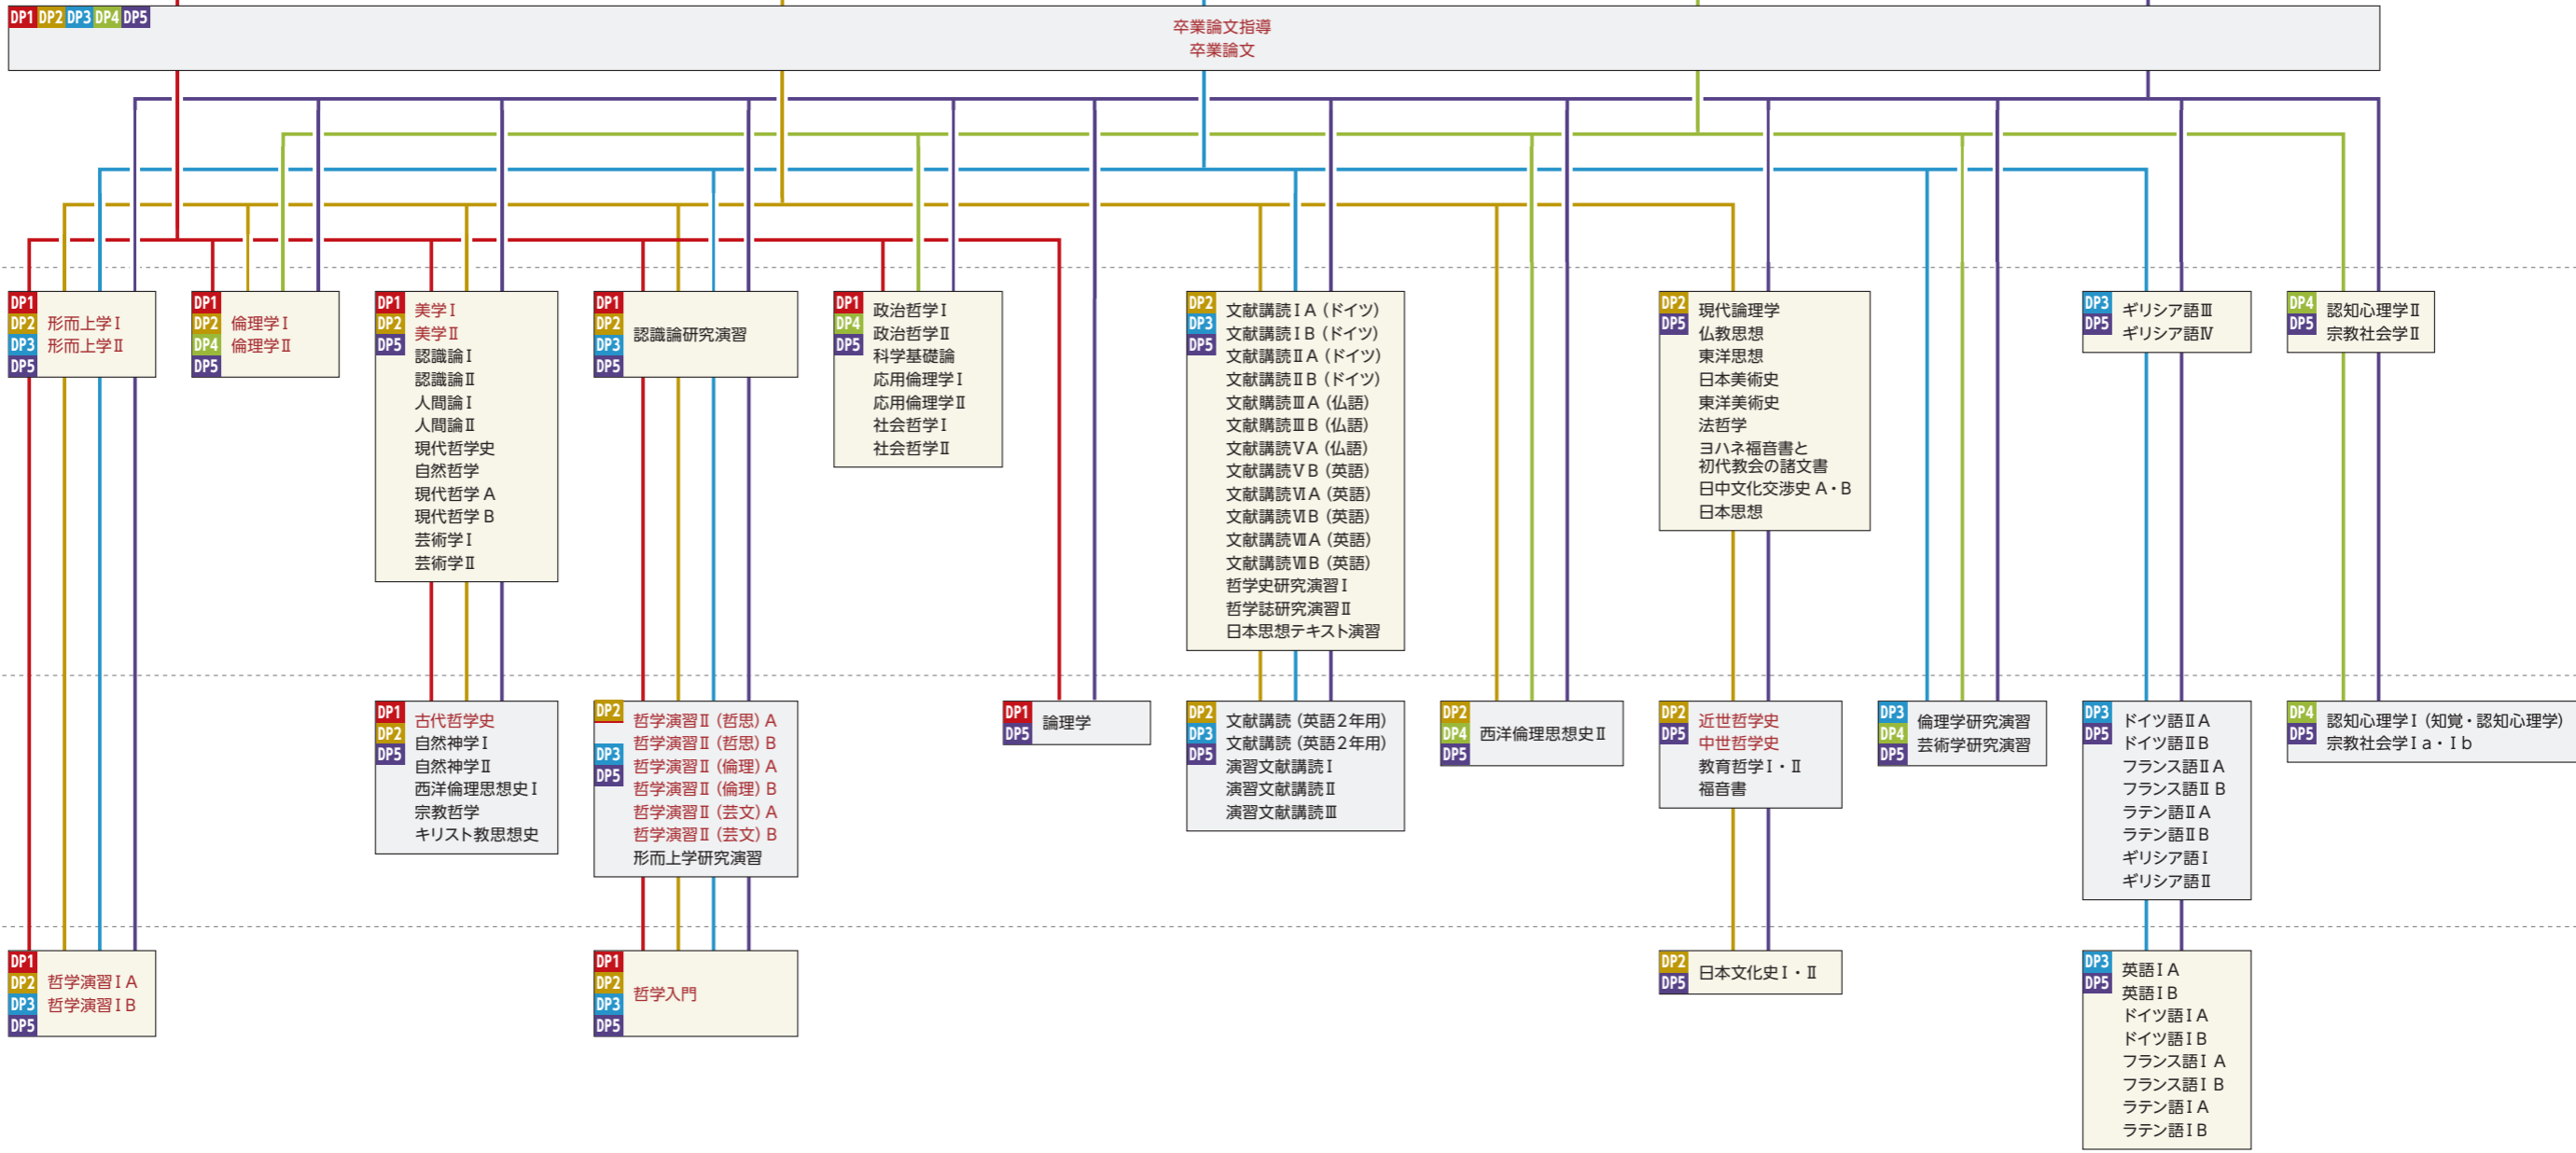 DP1 DP2 DP3 DP4 DP5
卒業論文指導
卒業論文
DP1
DP2
DP3
DP5
形而上学Ⅰ
形而上学Ⅱ
DP1
DP2
DP4
DP5
倫理学Ⅰ
倫理学Ⅱ
DP1
DP2
DP5
美学Ⅰ
美学Ⅱ
認識論Ⅰ
認識論Ⅱ
人間論Ⅰ
人間論Ⅱ
現代哲学史
自然哲学
現代哲学 A
現代哲学 B
芸術学Ⅰ
芸術学Ⅱ
DP1
DP2
DP3
DP5
認識論研究演習
DP1
DP4
DP5
政治哲学Ⅰ
政治哲学Ⅱ
科学基礎論
応用倫理学Ⅰ
応用倫理学Ⅱ
社会哲学Ⅰ
社会哲学Ⅱ
DP2
DP3
DP5
文献講読ⅠA（ドイツ）
文献講読ⅠB（ドイツ）
文献講読ⅡA（ドイツ）
文献講読ⅡB（ドイツ）
文献購読ⅢA（仏語）
文献購読ⅢB（仏語）
文献講読ⅤA（仏語）
文献講読ⅤB（英語）
文献講読ⅥA（英語）
文献講読ⅥB（英語）
文献講読ⅦA（英語）
文献講読ⅦB（英語）
哲学史研究演習Ⅰ
哲学誌研究演習Ⅱ
日本思想テキスト演習
DP2
DP5
現代論理学
仏教思想
東洋思想
日本美術史
東洋美術史
法哲学
ヨハネ福音書と
初代教会の諸文書
日中文化交渉史 A・B
日本思想
DP3
DP5
ギリシア語Ⅲ
ギリシア語Ⅳ
DP4
DP5
認知心理学Ⅱ
宗教社会学Ⅱ
DP1
DP2
DP5
古代哲学史
自然神学Ⅰ
自然神学Ⅱ
西洋倫理思想史Ⅰ
宗教哲学
キリスト教思想史
DP2
DP3
DP5
哲学演習Ⅱ（哲思）A
哲学演習Ⅱ（哲思）B
哲学演習Ⅱ（倫理）A
哲学演習Ⅱ（倫理）B
哲学演習Ⅱ（芸文）A
哲学演習Ⅱ（芸文）B
形而上学研究演習
DP1
DP5
論理学
DP2
DP3
DP5
文献講読（英語２年用）
文献講読（英語２年用）
演習文献講読Ⅰ
演習文献講読Ⅱ
演習文献講読Ⅲ
DP2
DP4
DP5
西洋倫理思想史Ⅱ
DP2
DP5
近世哲学史
中世哲学史
教育哲学Ⅰ・Ⅱ
福音書
DP3
DP4
DP5
倫理学研究演習
芸術学研究演習
DP3
DP5
ドイツ語ⅡA
ドイツ語ⅡB
フランス語ⅡA
フランス語Ⅱ B
ラテン語ⅡA
ラテン語ⅡB
ギリシア語Ⅰ
ギリシア語Ⅱ
DP4
DP5
認知心理学Ⅰ（知覚・認知心理学）
宗教社会学Ⅰa・Ⅰb
DP1
DP2
DP3
DP5
哲学演習ⅠA
哲学演習ⅠB
DP1
DP2
DP3
DP5
哲学入門
DP2
DP5
日本文化史Ⅰ・Ⅱ
DP3
DP5
英語ⅠA
英語ⅠB
ドイツ語ⅠA
ドイツ語ⅠB
フランス語Ⅰ A
フランス語Ⅰ B
ラテン語ⅠA
ラテン語ⅠB